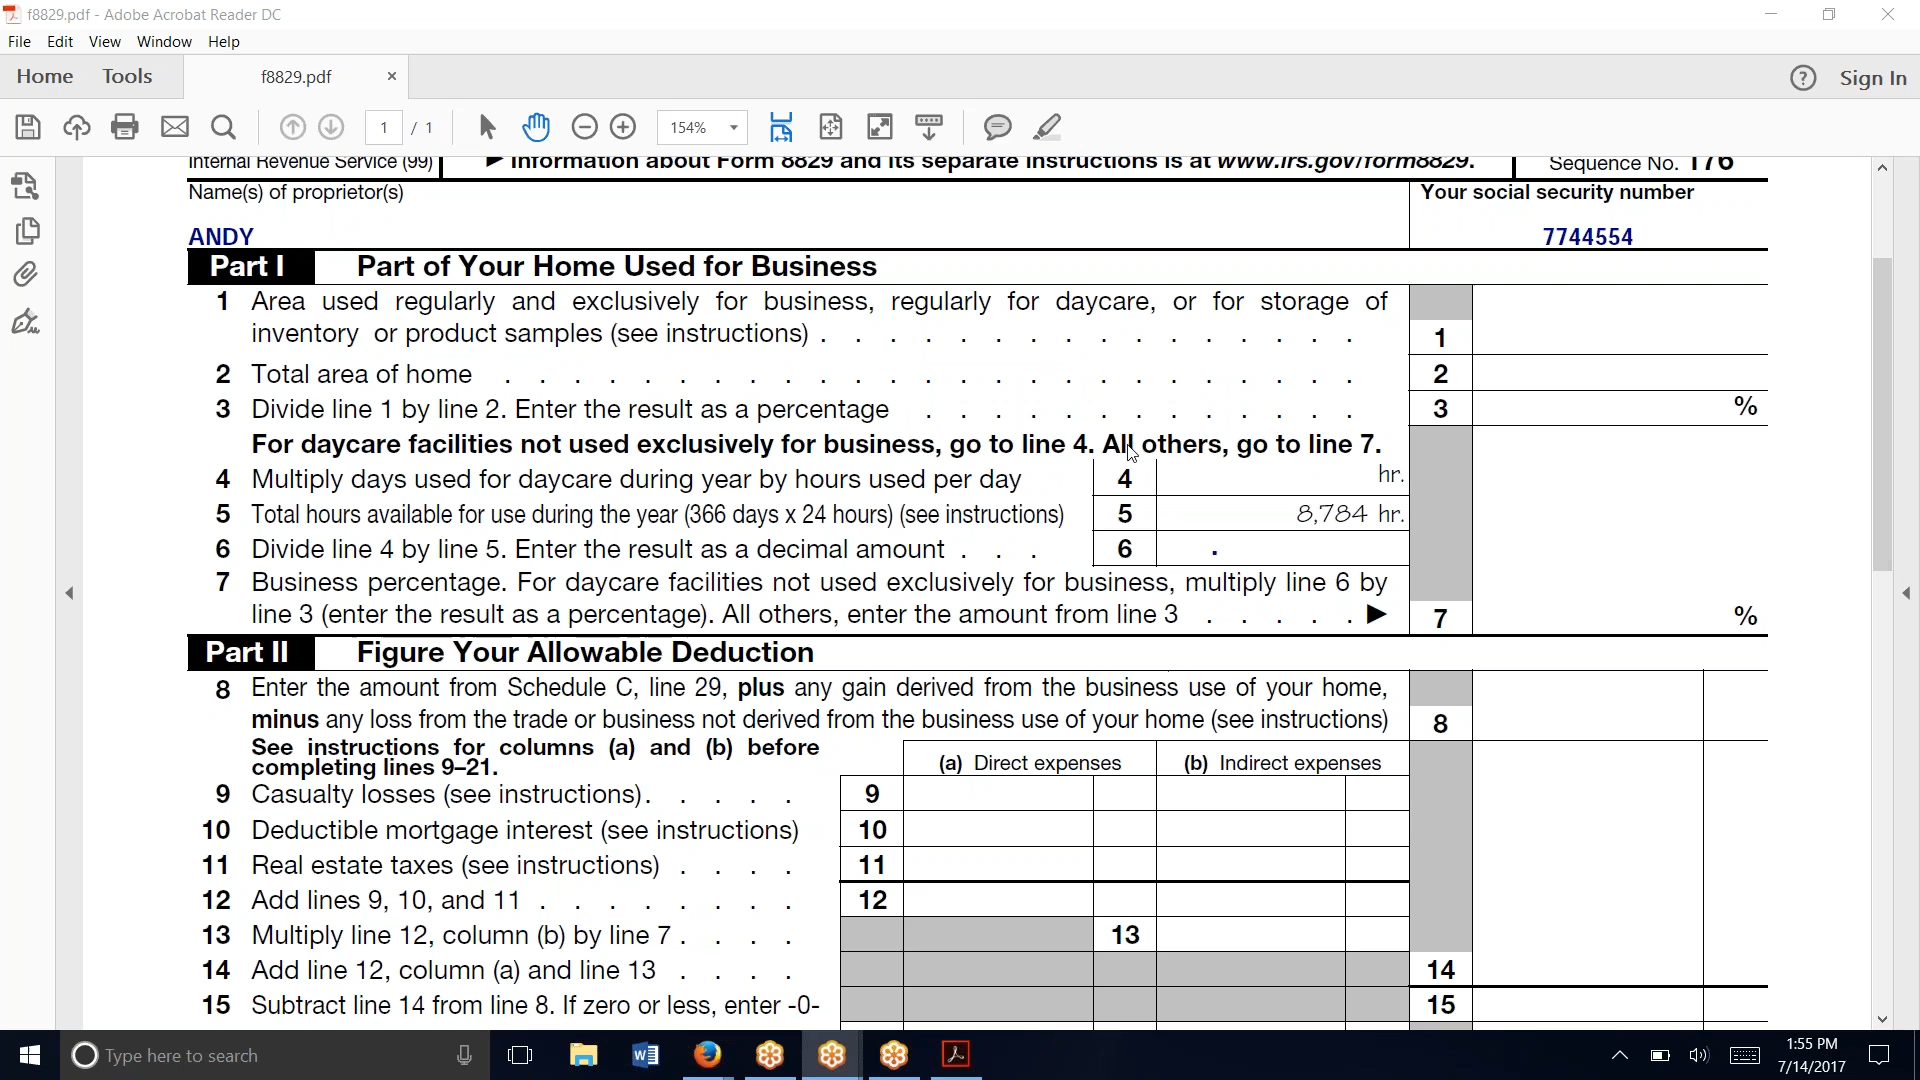 f8829.pdf - Adobe Acrobat Reader DC
File Edit View Window Help
Home Tools f8829.pdf × ? Sign In
1 / 1 154%
Internal Revenue Service (99) ▶ Information about Form 8829 and its separate instructions is at www.irs.gov/form8829. Sequence No. 176
Name(s) of proprietor(s) Your social security number
ANDY 7744554
Part I Part of Your Home Used for Business
1 Area used regularly and exclusively for business, regularly for daycare, or for storage of
inventory or product samples (see instructions) . . . . . . . . . . . . . . . . 1
2 Total area of home . . . . . . . . . . . . . . . . . . . . . . . . . 2
3 Divide line 1 by line 2. Enter the result as a percentage . . . . . . . . . . . . . 3 %
For daycare facilities not used exclusively for business, go to line 4. All others, go to line 7.
4 Multiply days used for daycare during year by hours used per day 4 hr.
5 Total hours available for use during the year (366 days x 24 hours) (see instructions) 5 8,784 hr.
6 Divide line 4 by line 5. Enter the result as a decimal amount . . . 6 .
7 Business percentage. For daycare facilities not used exclusively for business, multiply line 6 by
line 3 (enter the result as a percentage). All others, enter the amount from line 3 . . . . . ▶ 7 %
Part II Figure Your Allowable Deduction
8 Enter the amount from Schedule C, line 29, plus any gain derived from the business use of your home,
minus any loss from the trade or business not derived from the business use of your home (see instructions) 8
See instructions for columns (a) and (b) before
completing lines 9–21. (a) Direct expenses (b) Indirect expenses
9 Casualty losses (see instructions). . . . . 9
10 Deductible mortgage interest (see instructions) 10
11 Real estate taxes (see instructions) . . . . 11
12 Add lines 9, 10, and 11 . . . . . . . . 12
13 Multiply line 12, column (b) by line 7 . . . . 13
14 Add line 12, column (a) and line 13 . . . . 14
15 Subtract line 14 from line 8. If zero or less, enter -0- 15
Type here to search
1:55 PM
7/14/2017